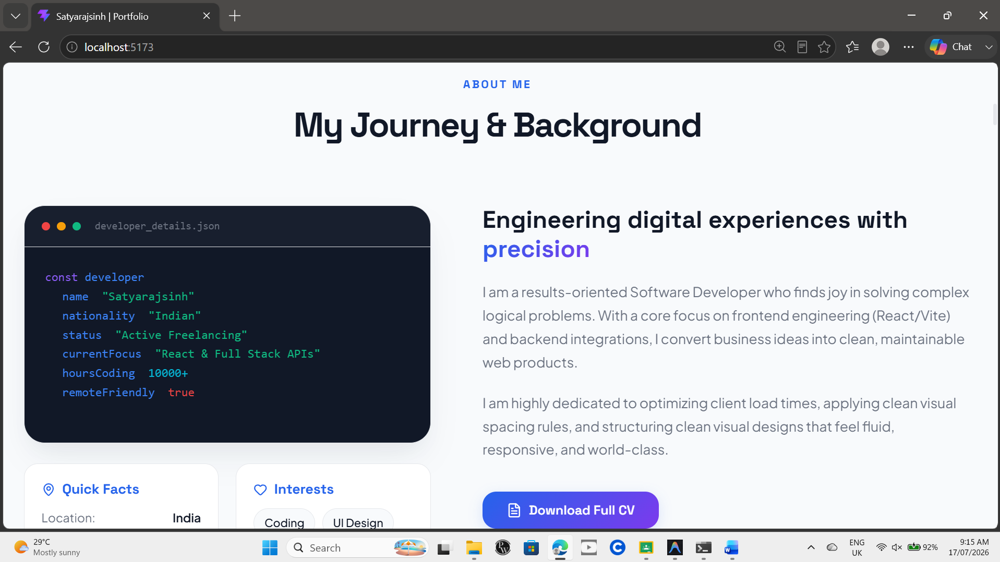 Satyarajsinh | Portfolio
localhost:5173
Chat
ABOUT ME
My Journey & Background
developer_details.json
const developer
name "Satyarajsinh"
nationality "Indian"
status "Active Freelancing"
currentFocus "React & Full Stack APIs"
hoursCoding 10000+
remoteFriendly true
Engineering digital experiences with
precision
I am a results-oriented Software Developer who finds joy in solving complex
logical problems. With a core focus on frontend engineering (React/Vite)
and backend integrations, I convert business ideas into clean, maintainable
web products.
I am highly dedicated to optimizing client load times, applying clean visual
spacing rules, and structuring clean visual designs that feel fluid,
responsive, and world-class.
Quick Facts
Location: India
Interests
Coding UI Design
Download Full CV
29°C
Mostly sunny
Search
ENG
UK
92%
9:15 AM
17/07/2026